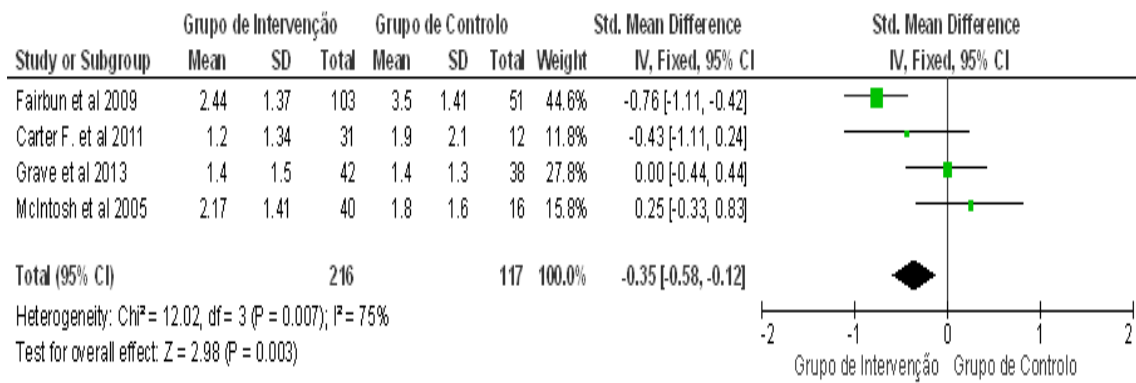 Grupo de Intervenção Grupo de Controlo Std. Mean Difference Std. Mean Difference
Study or Subgroup Mean SD Total Mean SD Total Weight IV, Fixed, 95% CI IV, Fixed, 95% CI
Fairbun et al 2009 2.44 1.37 103 3.5 1.41 51 44.6% -0.76 [-1.11, -0.42]
Carter F. et al 2011 1.2 1.34 31 1.9 2.1 12 11.8% -0.43 [-1.11, 0.24]
Grave et al 2013 1.4 1.5 42 1.4 1.3 38 27.8% 0.00 [-0.44, 0.44]
McIntosh et al 2005 2.17 1.41 40 1.8 1.6 16 15.8% 0.25 [-0.33, 0.83]
Total (95% CI) 216 117 100.0% -0.35 [-0.58, -0.12]
Heterogeneity: Chi² = 12.02, df = 3 (P = 0.007); I² = 75%
Test for overall effect: Z = 2.98 (P = 0.003)
-2 -1 0 1 2
Grupo de Intervenção Grupo de Controlo